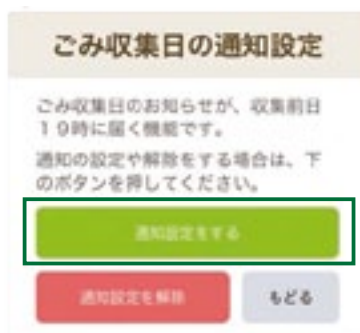 ごみ収集日の通知設定
ごみ収集日のお知らせが、収集前日
１９時に届く機能です。
通知の設定や解除をする場合は、下
のボタンを押してください。
通知設定をする
通知設定を解除
もどる